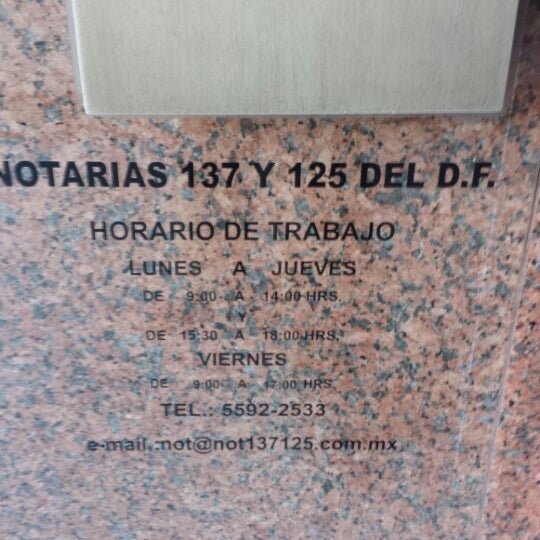 NOTARIAS 137 Y 125 DEL D.F.
HORARIO DE TRABAJO
LUNES A JUEVES
DE 9:00 A 14:00 HRS.
Y
DE 15:30 A 18:00 HRS.
VIERNES
DE 9:00 A 17:00 HRS.
TEL.: 5592-2533
e-mail.:not@not137125.com.mx